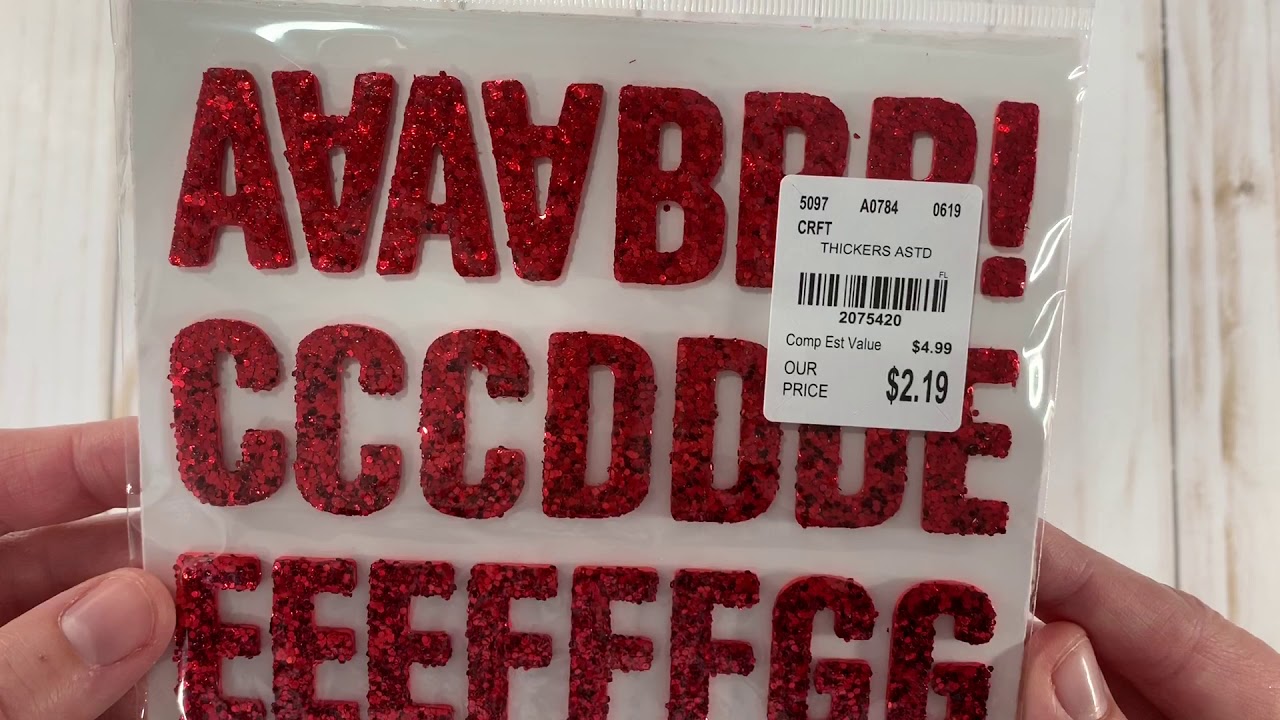 AAAABBB!
5097 A0784 0619
CRFT
THICKERS ASTD
FL
2075420
Comp Est Value $4.99
OUR PRICE $2.19
CCCDDDE
EEEFFFGG